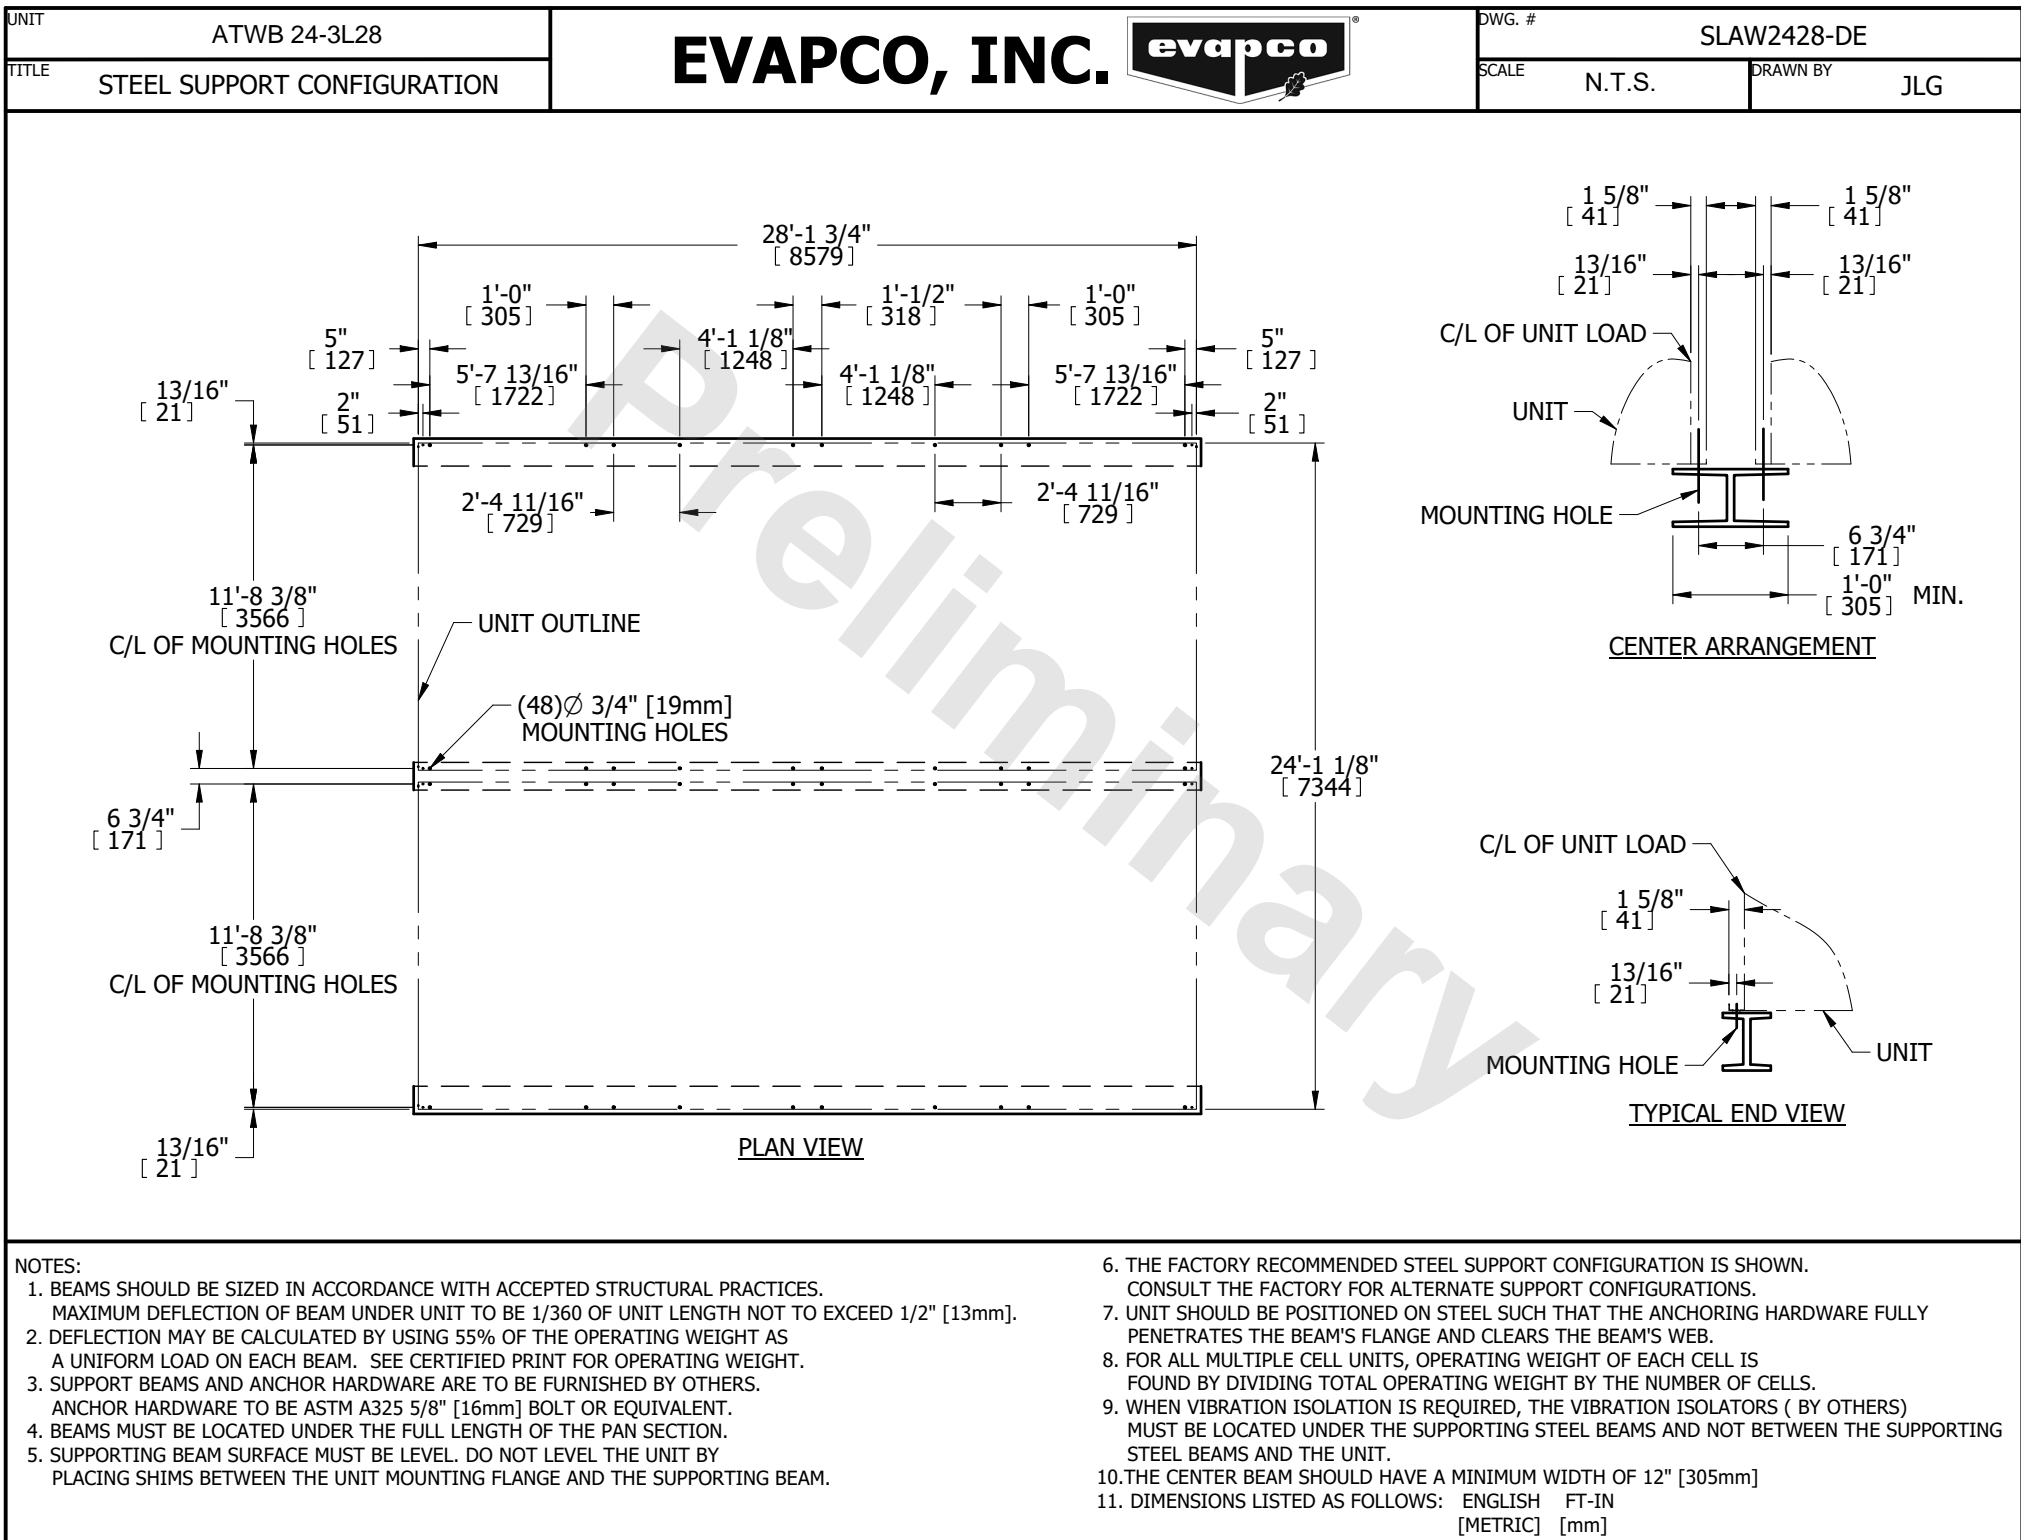 UNIT
ATWB 24-3L28
TITLE
STEEL SUPPORT CONFIGURATION
EVAPCO, INC.
evapco
®
DWG. #
SLAW2428-DE
SCALE
N.T.S.
DRAWN BY
JLG
28'-1 3/4"
[ 8579 ]
1'-0"
[ 305 ]
1'-1/2"
[ 318 ]
1'-0"
[ 305 ]
5"
[ 127 ]
4'-1 1/8"
[ 1248 ]
5"
[ 127 ]
5'-7 13/16"
[ 1722 ]
4'-1 1/8"
[ 1248 ]
5'-7 13/16"
[ 1722 ]
13/16"
[ 21 ]
2"
[ 51 ]
2"
[ 51 ]
2'-4 11/16"
[ 729 ]
2'-4 11/16"
[ 729 ]
11'-8 3/8"
[ 3566 ]
C/L OF MOUNTING HOLES
UNIT OUTLINE
(48)Ø 3/4" [19mm]
MOUNTING HOLES
6 3/4"
[ 171 ]
24'-1 1/8"
[ 7344 ]
11'-8 3/8"
[ 3566 ]
C/L OF MOUNTING HOLES
13/16"
[ 21 ]
PLAN VIEW
Preliminary
1 5/8"
[ 41 ]
1 5/8"
[ 41 ]
13/16"
[ 21 ]
13/16"
[ 21 ]
C/L OF UNIT LOAD
UNIT
MOUNTING HOLE
6 3/4"
[ 171 ]
1'-0"
[ 305 ] MIN.
CENTER ARRANGEMENT
C/L OF UNIT LOAD
1 5/8"
[ 41 ]
13/16"
[ 21 ]
MOUNTING HOLE
UNIT
TYPICAL END VIEW
NOTES:
1. BEAMS SHOULD BE SIZED IN ACCORDANCE WITH ACCEPTED STRUCTURAL PRACTICES.
MAXIMUM DEFLECTION OF BEAM UNDER UNIT TO BE 1/360 OF UNIT LENGTH NOT TO EXCEED 1/2" [13mm].
2. DEFLECTION MAY BE CALCULATED BY USING 55% OF THE OPERATING WEIGHT AS
A UNIFORM LOAD ON EACH BEAM. SEE CERTIFIED PRINT FOR OPERATING WEIGHT.
3. SUPPORT BEAMS AND ANCHOR HARDWARE ARE TO BE FURNISHED BY OTHERS.
ANCHOR HARDWARE TO BE ASTM A325 5/8" [16mm] BOLT OR EQUIVALENT.
4. BEAMS MUST BE LOCATED UNDER THE FULL LENGTH OF THE PAN SECTION.
5. SUPPORTING BEAM SURFACE MUST BE LEVEL. DO NOT LEVEL THE UNIT BY
PLACING SHIMS BETWEEN THE UNIT MOUNTING FLANGE AND THE SUPPORTING BEAM.
6. THE FACTORY RECOMMENDED STEEL SUPPORT CONFIGURATION IS SHOWN.
CONSULT THE FACTORY FOR ALTERNATE SUPPORT CONFIGURATIONS.
7. UNIT SHOULD BE POSITIONED ON STEEL SUCH THAT THE ANCHORING HARDWARE FULLY
PENETRATES THE BEAM'S FLANGE AND CLEARS THE BEAM'S WEB.
8. FOR ALL MULTIPLE CELL UNITS, OPERATING WEIGHT OF EACH CELL IS
FOUND BY DIVIDING TOTAL OPERATING WEIGHT BY THE NUMBER OF CELLS.
9. WHEN VIBRATION ISOLATION IS REQUIRED, THE VIBRATION ISOLATORS ( BY OTHERS)
MUST BE LOCATED UNDER THE SUPPORTING STEEL BEAMS AND NOT BETWEEN THE SUPPORTING
STEEL BEAMS AND THE UNIT.
10.THE CENTER BEAM SHOULD HAVE A MINIMUM WIDTH OF 12" [305mm]
11. DIMENSIONS LISTED AS FOLLOWS: ENGLISH FT-IN
[METRIC] [mm]